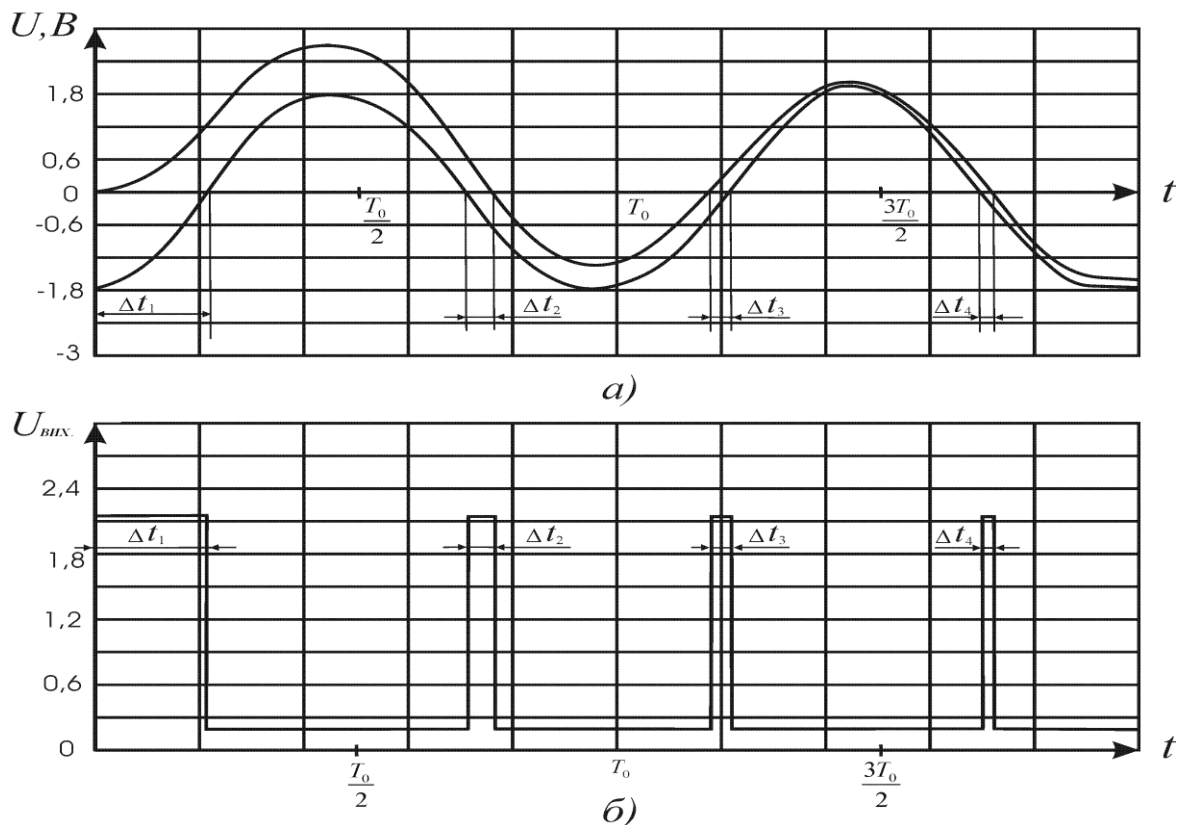 U,B
1,8
0,6
0
-0,6
-1,8
-3
T₀/2
T₀
3T₀/2
t
Δt₁
Δt₂
Δt₃
Δt₄
а)
Uвих.
2,4
1,8
1,2
0,6
0
Δt₁
Δt₂
Δt₃
Δt₄
T₀/2
T₀
3T₀/2
t
б)